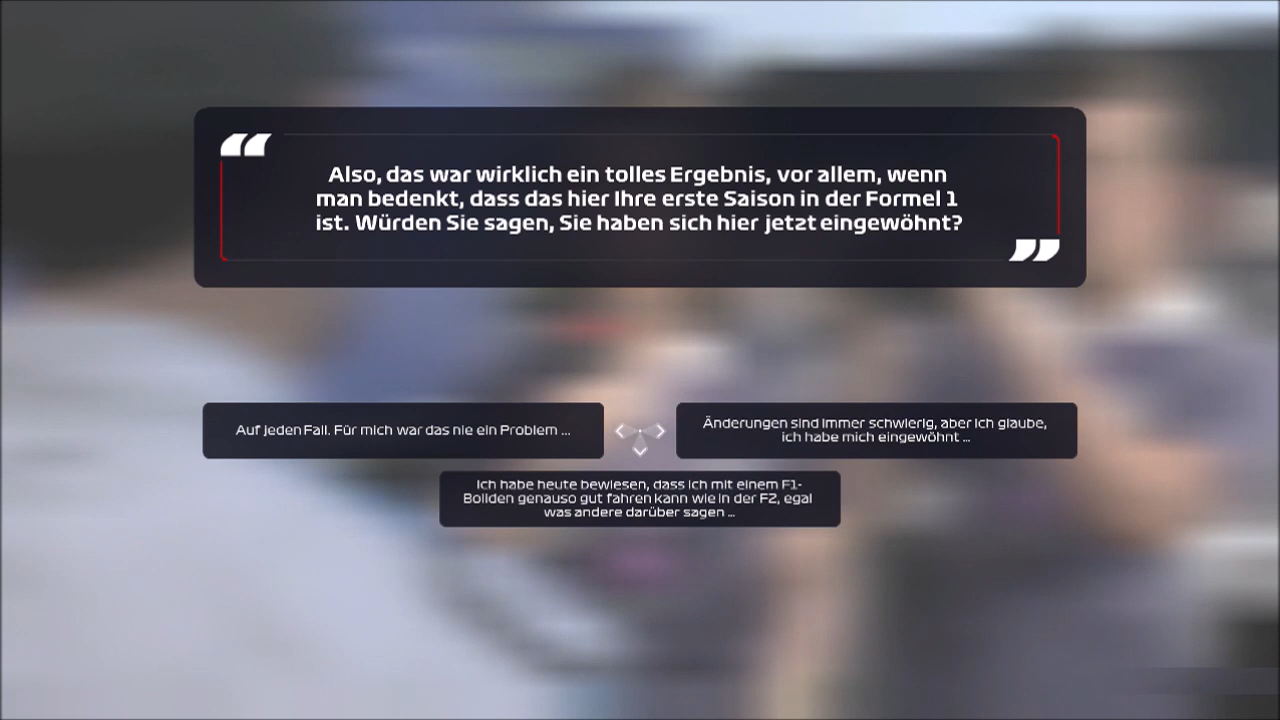 Also, das war wirklich ein tolles Ergebnis, vor allem, wenn
man bedenkt, dass das hier Ihre erste Saison in der Formel 1
ist. Würden Sie sagen, Sie haben sich hier jetzt eingewöhnt?
Auf jeden Fall. Für mich war das nie ein Problem ...
Änderungen sind immer schwierig, aber ich glaube,
ich habe mich eingewöhnt ...
Ich habe heute bewiesen, dass ich mit einem F1-
Boliden genauso gut fahren kann wie in der F2, egal
was andere darüber sagen ...